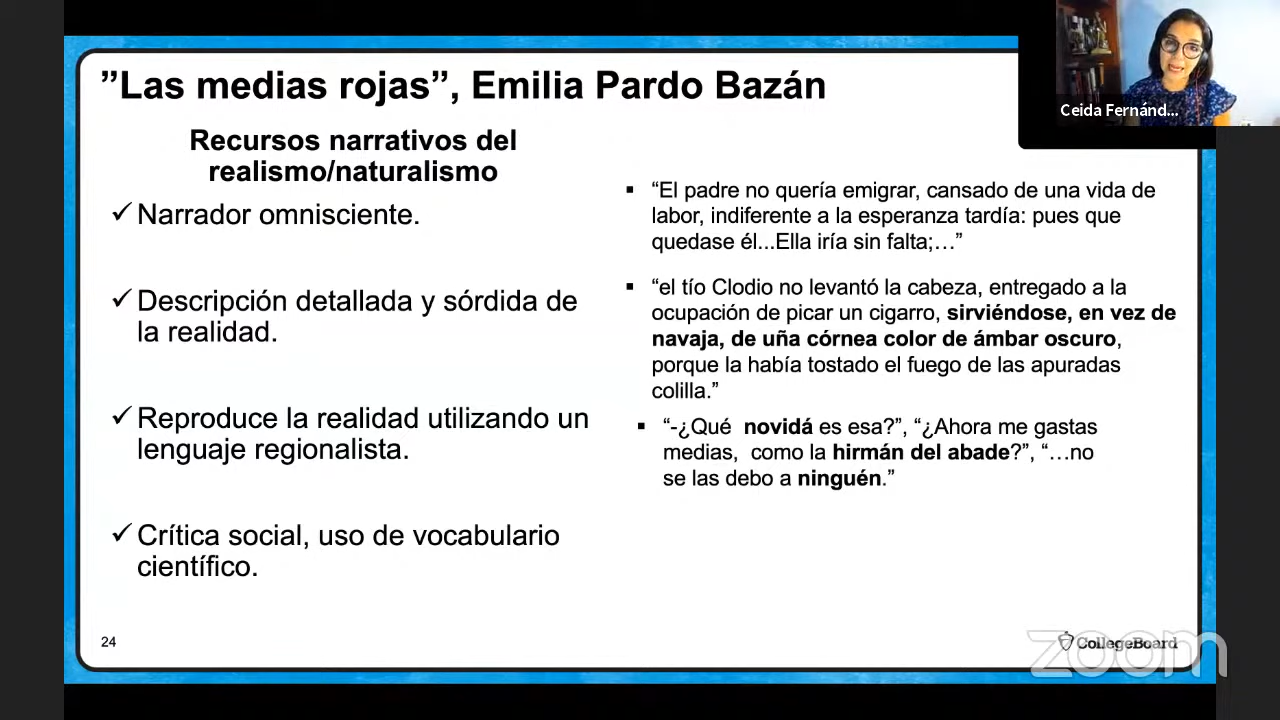 ”Las medias rojas”, Emilia Pardo Bazán
Ceida Fernánd...
Recursos narrativos del
realismo/naturalismo
✓ Narrador omnisciente.
✓ Descripción detallada y sórdida de
la realidad.
✓ Reproduce la realidad utilizando un
lenguaje regionalista.
✓ Crítica social, uso de vocabulario
científico.
▪ “El padre no quería emigrar, cansado de una vida de
labor, indiferente a la esperanza tardía: pues que
quedase él...Ella iría sin falta;…”
▪ “el tío Clodio no levantó la cabeza, entregado a la
ocupación de picar un cigarro, sirviéndose, en vez de
navaja, de uña córnea color de ámbar oscuro,
porque la había tostado el fuego de las apuradas
colilla.”
▪ “-¿Qué novidá es esa?”, “¿Ahora me gastas
medias, como la hirmán del abade?”, “…no
se las debo a ninguén.”
24
CollegeBoard
zoom